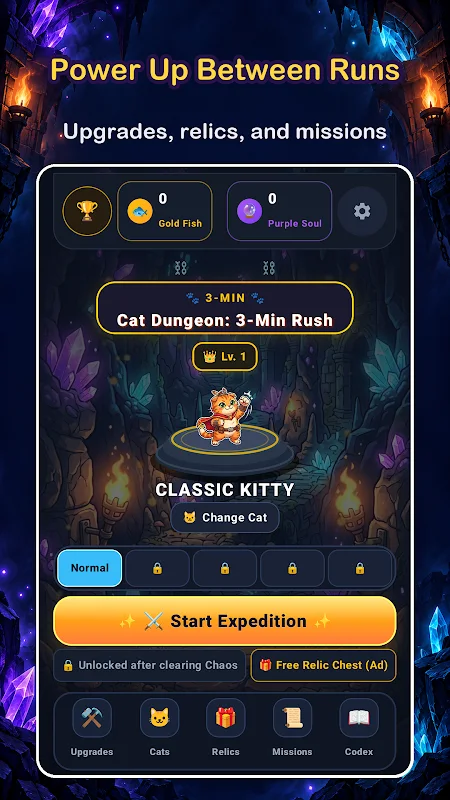 Power Up Between Runs
Upgrades, relics, and missions
0
Gold Fish
0
Purple Soul
3-MIN
Cat Dungeon: 3-Min Rush
Lv. 1
CLASSIC KITTY
Change Cat
Normal
Start Expedition
Unlocked after clearing Chaos
Free Relic Chest (Ad)
Upgrades
Cats
Relics
Missions
Codex